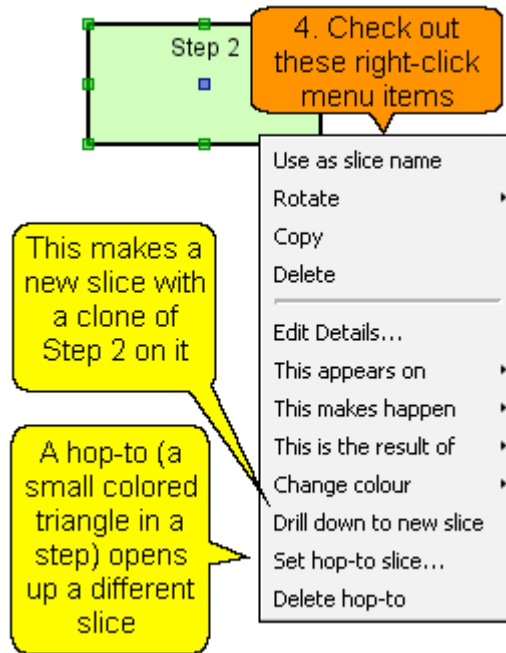 Step 2
4. Check out
these right-click
menu items
Use as slice name
Rotate
Copy
Delete
Edit Details...
This appears on
This makes happen
This is the result of
Change colour
Drill down to new slice
Set hop-to slice...
Delete hop-to
This makes a
new slice with
a clone of
Step 2 on it
A hop-to (a
small colored
triangle in a
step) opens
up a different
slice